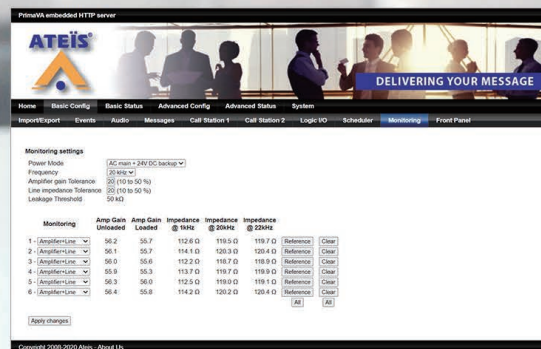 PrimaVA embedded HTTP server
ATEÏS®
DELIVERING YOUR MESSAGE
Home Basic Config Basic Status Advanced Config Advanced Status System
Import/Export Events Audio Messages Call Station 1 Call Station 2 Logic I/O Scheduler Monitoring Front Panel
Monitoring settings
Power Mode AC main + 24V DC backup
Frequency 20 kHz
Amplifier gain Tolerance 20 (10 to 50 %)
Line impedance Tolerance 20 (10 to 50 %)
Leakage Threshold 50 kΩ
Monitoring Amp Gain Unloaded Amp Gain Loaded Impedance @ 1kHz Impedance @ 20kHz Impedance @ 22kHz
1 - Amplifier+Line 56.2 55.7 112.6 Ω 119.5 Ω 119.7 Ω Reference Clear
2 - Amplifier+Line 56.1 55.7 114.1 Ω 120.3 Ω 120.4 Ω Reference Clear
3 - Amplifier+Line 56.0 55.6 112.2 Ω 118.7 Ω 118.9 Ω Reference Clear
4 - Amplifier+Line 55.9 55.3 113.7 Ω 119.7 Ω 119.9 Ω Reference Clear
5 - Amplifier+Line 56.3 56.0 112.5 Ω 119.0 Ω 119.1 Ω Reference Clear
6 - Amplifier+Line 56.4 55.8 114.2 Ω 120.2 Ω 120.4 Ω Reference Clear
All All
Apply changes
Copyright 2008-2020 Ateis - About Us